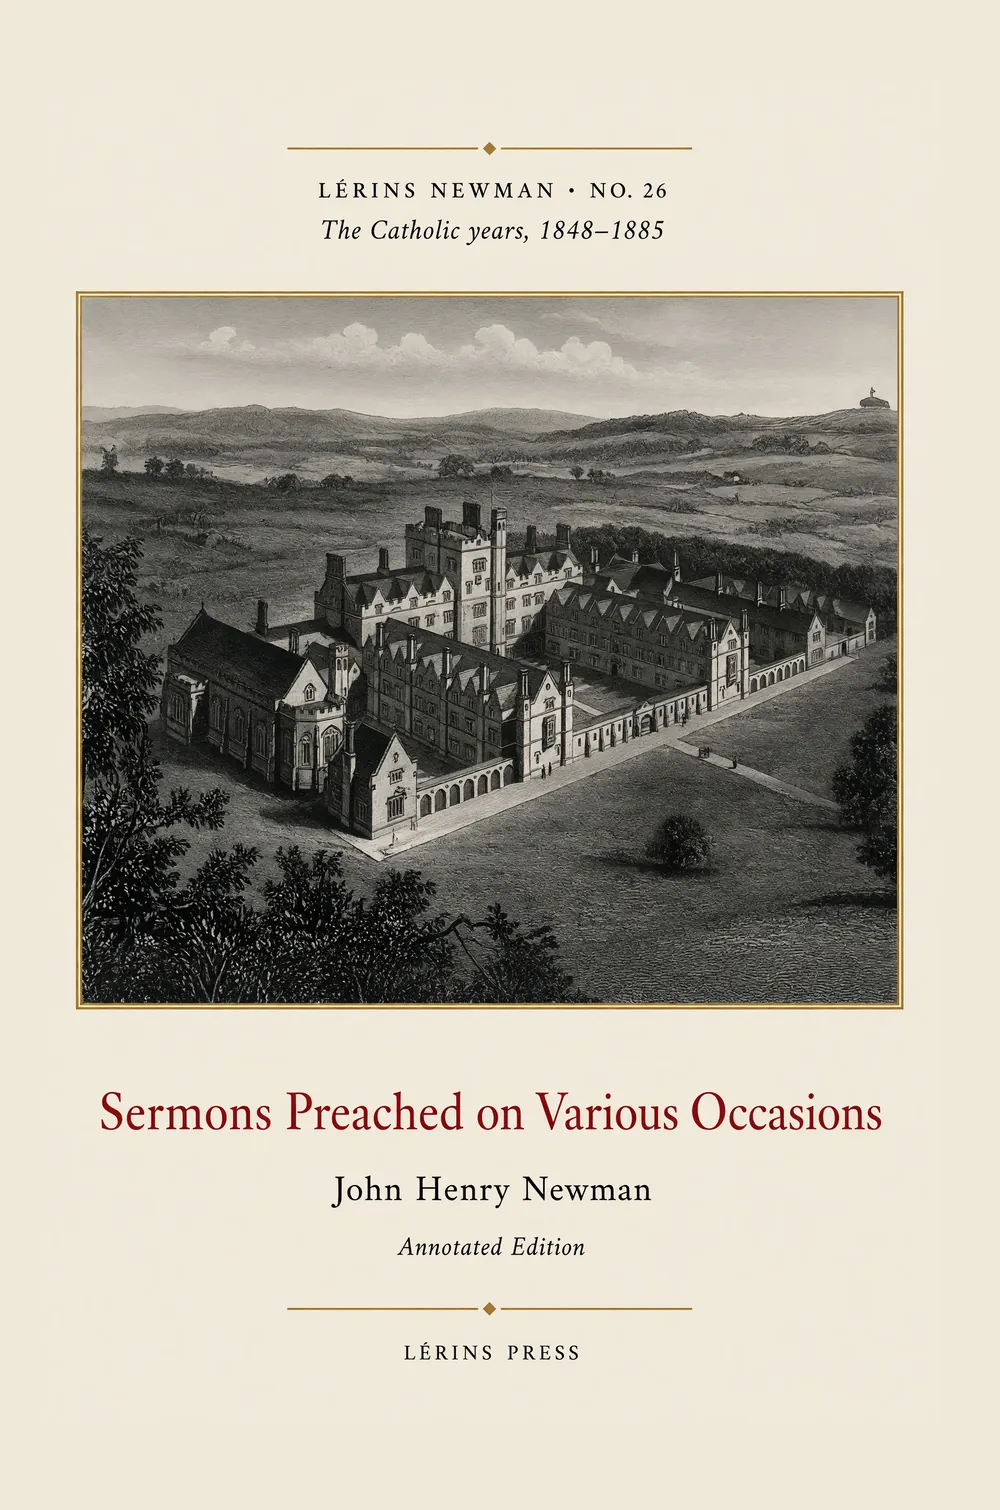 LÉRINS NEWMAN • NO. 26
The Catholic years, 1848–1885
Sermons Preached on Various Occasions
John Henry Newman
Annotated Edition
LÉRINS PRESS